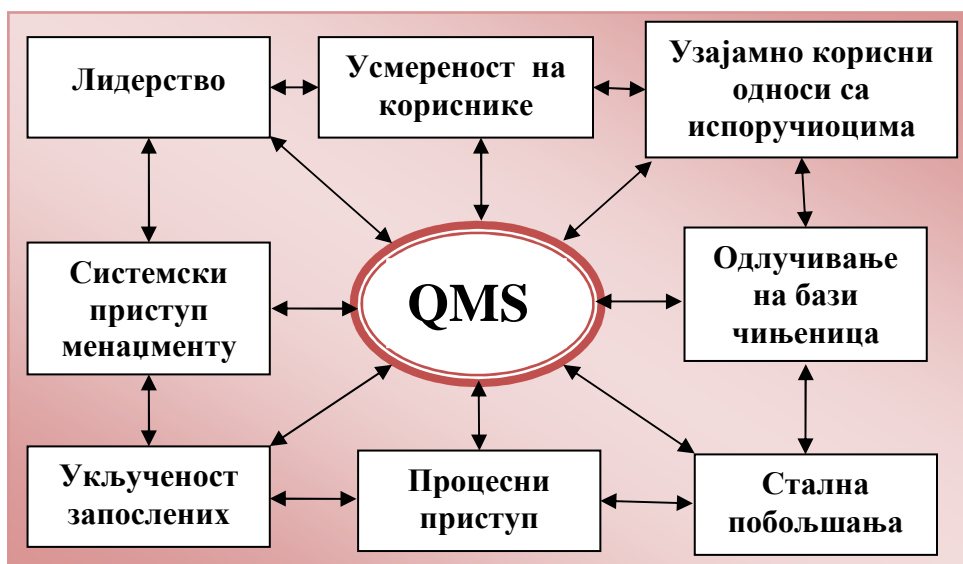 Лидерство
Усмереност на
кориснике
Узајамно корисни
односи са
испоручиоцима
Системски
приступ
менаџменту
QMS
Одлучивање
на бази
чињеница
Укљученост
запослених
Процесни
приступ
Стална
побољшања